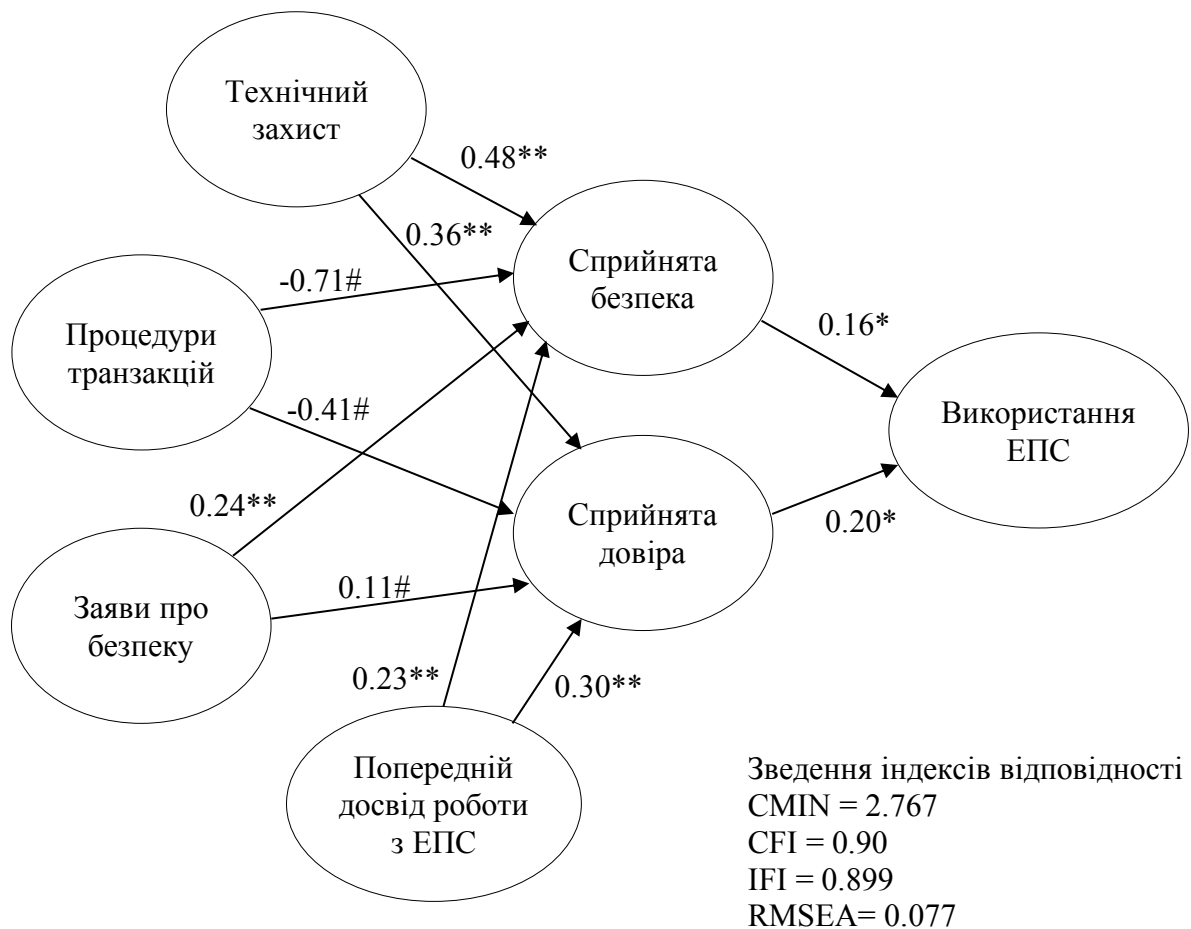 Технічний
захист
0.48**
0.36**
Сприйнята
безпека
-0.71#
Процедури
транзакцій
0.16*
-0.41#
Використання
ЕПС
0.24**
Сприйнята
довіра
0.20*
0.11#
Заяви про
безпеку
0.23**
0.30**
Попередній
досвід роботи
з ЕПС
Зведення індексів відповідності
CMIN = 2.767
CFI = 0.90
IFI = 0.899
RMSEA= 0.077